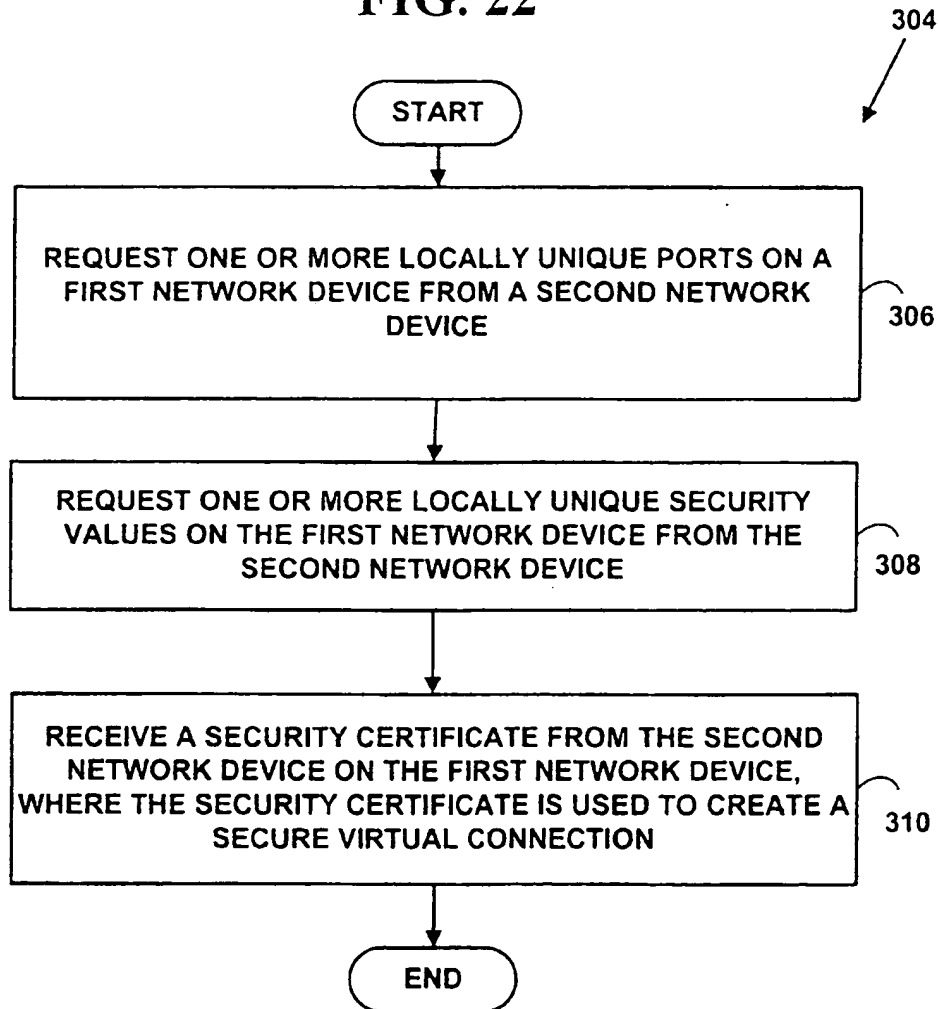 FIG. 22
304
START
REQUEST ONE OR MORE LOCALLY UNIQUE PORTS ON A
FIRST NETWORK DEVICE FROM A SECOND NETWORK
DEVICE
306
REQUEST ONE OR MORE LOCALLY UNIQUE SECURITY
VALUES ON THE FIRST NETWORK DEVICE FROM THE
SECOND NETWORK DEVICE
308
RECEIVE A SECURITY CERTIFICATE FROM THE SECOND
NETWORK DEVICE ON THE FIRST NETWORK DEVICE,
WHERE THE SECURITY CERTIFICATE IS USED TO CREATE A
SECURE VIRTUAL CONNECTION
310
END